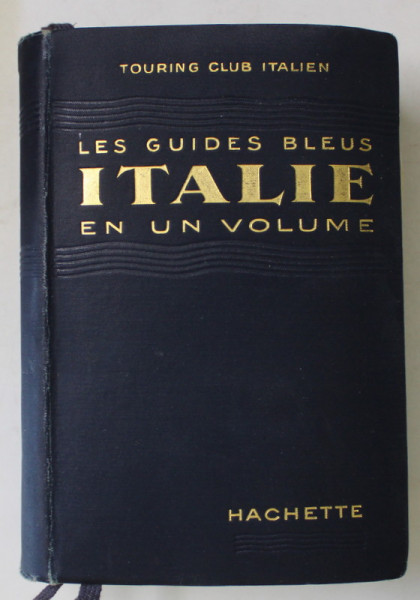 TOURING CLUB ITALIEN
LES GUIDES BLEUS
ITALIE
EN UN VOLUME
HACHETTE